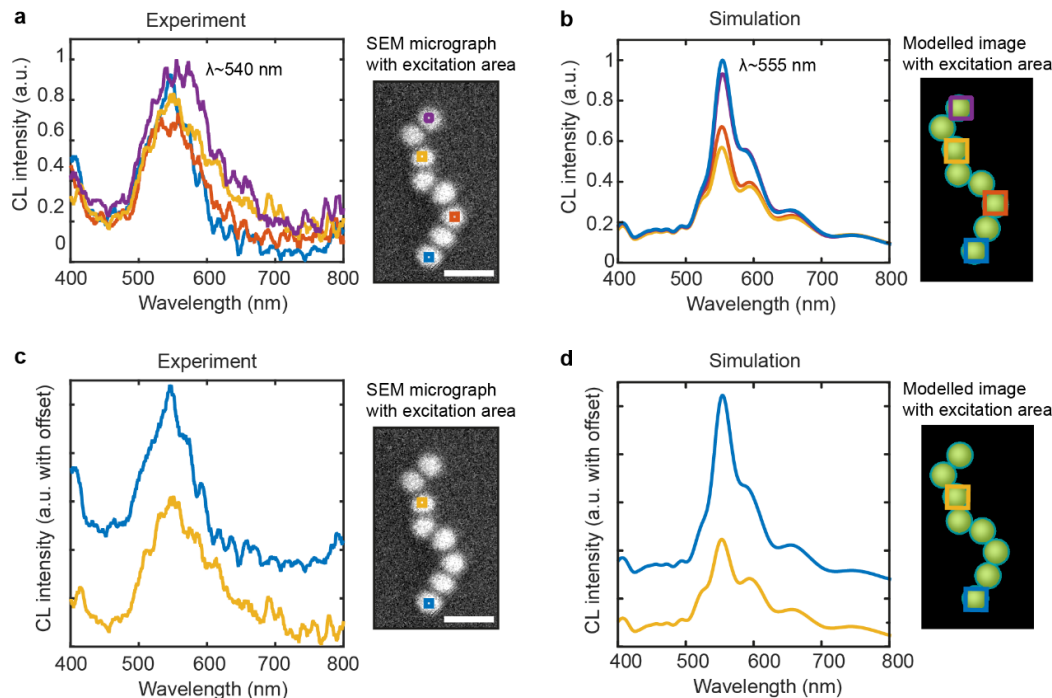 a
Experiment
CL intensity (a.u.)
1
0.8
0.6
0.4
0.2
0
λ~540 nm
400 500 600 700 800
Wavelength (nm)
SEM micrograph
with excitation area
b
Simulation
CL intensity (a.u.)
1
0.8
0.6
0.4
0.2
0
λ~555 nm
400 500 600 700 800
Wavelength (nm)
Modelled image
with excitation area
c
Experiment
CL intensity (a.u. with offset)
400 500 600 700 800
Wavelength (nm)
SEM micrograph
with excitation area
d
Simulation
CL intensity (a.u. with offset)
400 500 600 700 800
Wavelength (nm)
Modelled image
with excitation area